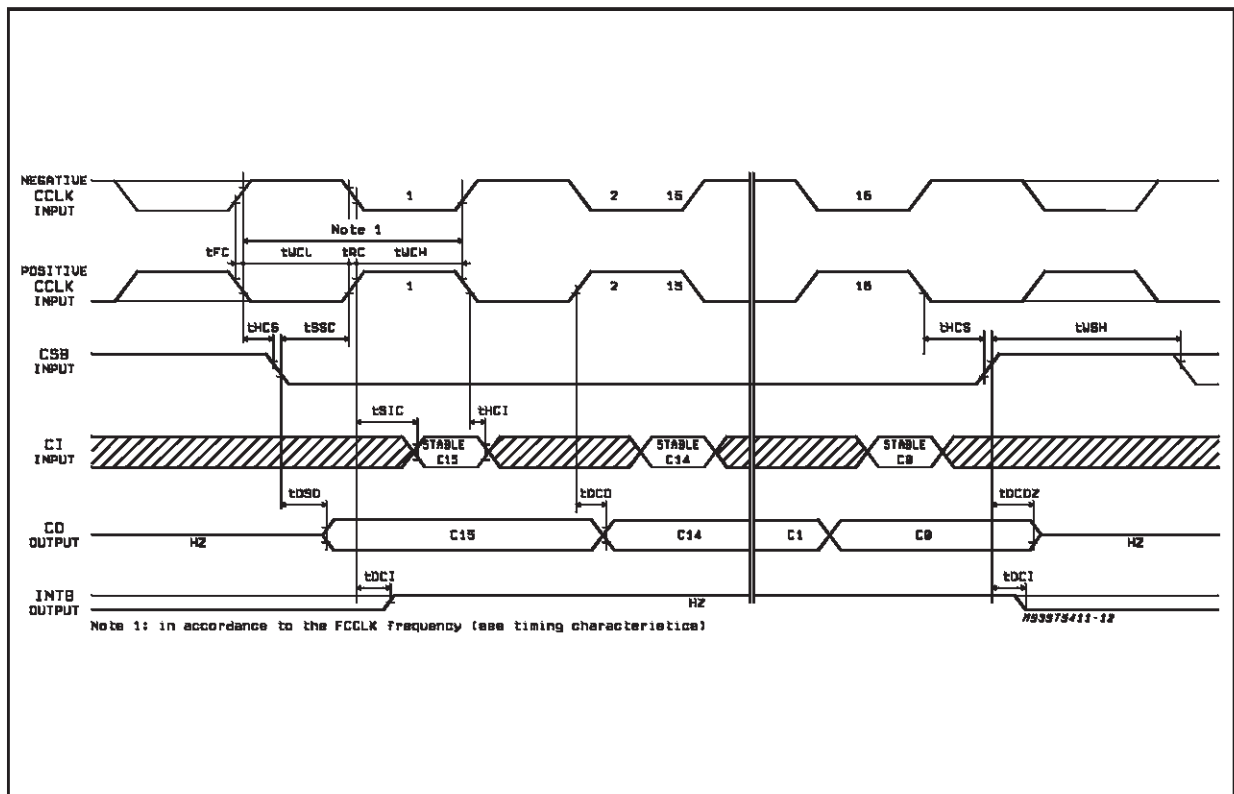 NEGATIVE
CCLK
INPUT
1
2
15
16
Note 1
tFC
tWCL
tRC
tWCH
POSITIVE
CCLK
INPUT
1
2
15
16
tHCS
tSSC
tHCS
tWSH
CSB
INPUT
tSIC
tHCI
CI
INPUT
STABLE
C15
STABLE
C14
STABLE
C0
tDSO
tDCO
tDCOZ
CO
OUTPUT
HZ
C15
C14
C1
C0
HZ
tDCI
tDCI
INTB
OUTPUT
HZ
Note 1: in accordance to the FCCLK frequency (see timing characteristics)